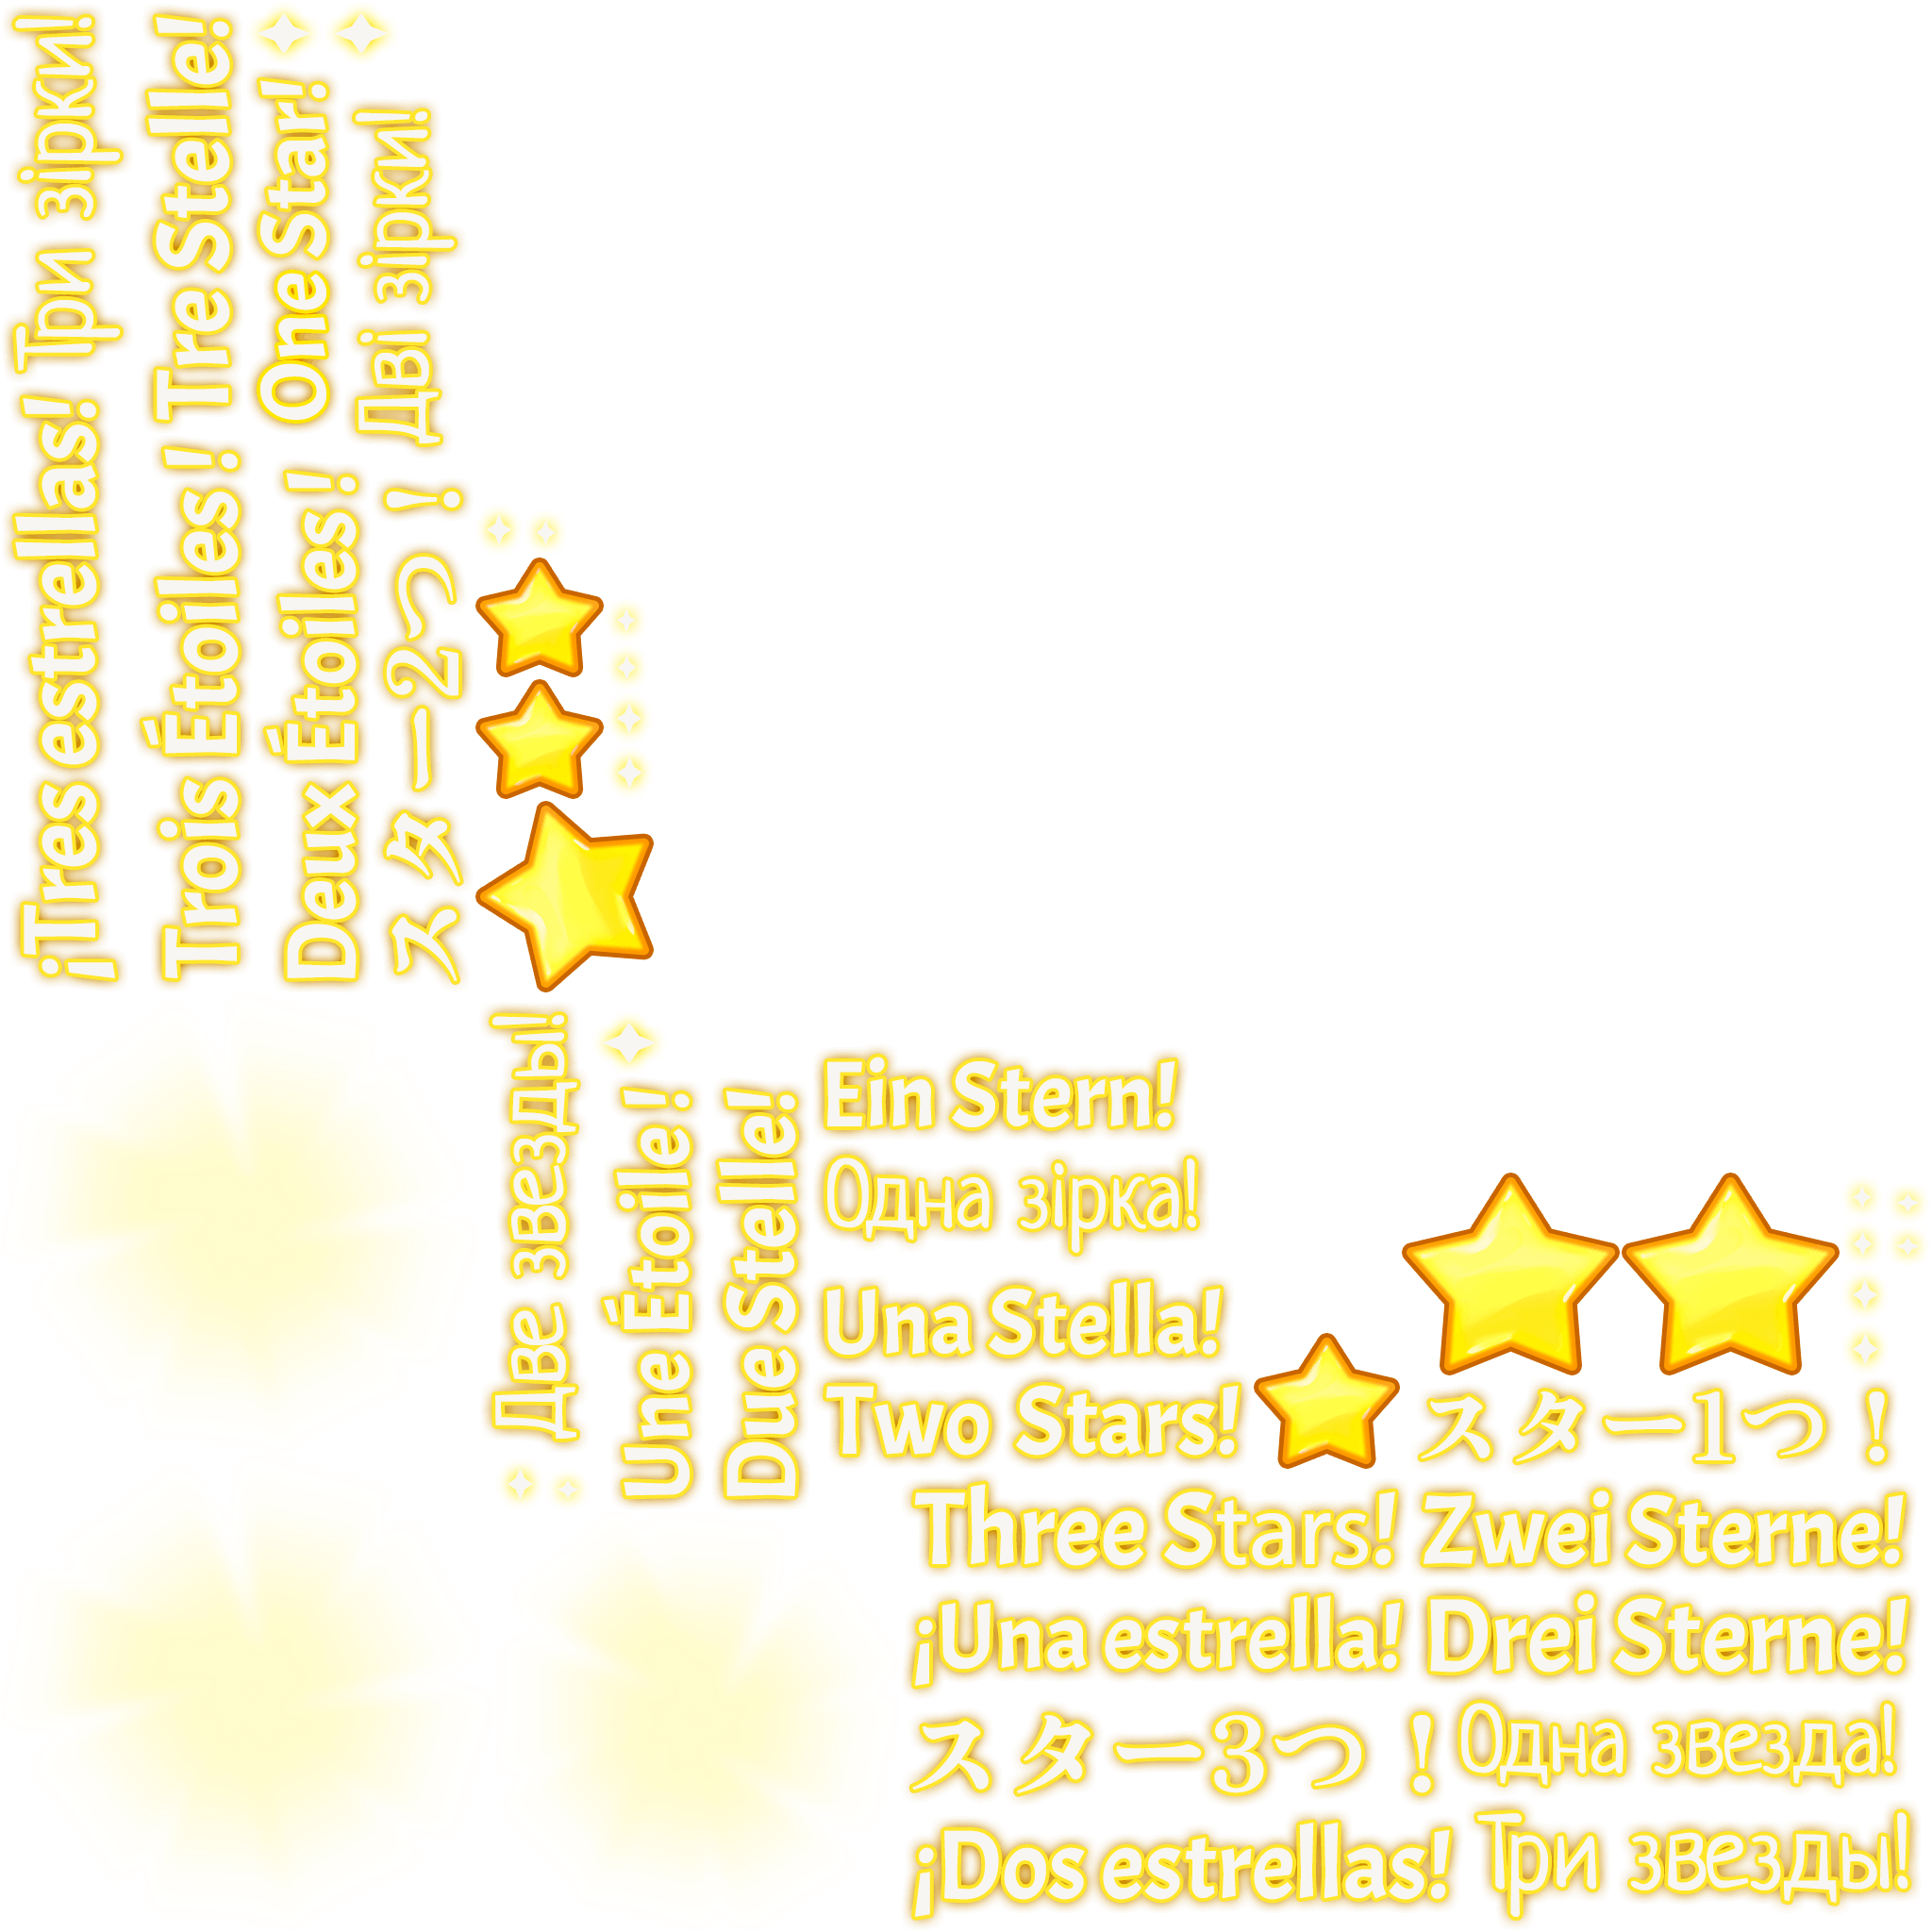 Три зірки!
¡Tres estrellas!
Tre Stelle!
Trois Étoiles !
One Star!
Deux Étoiles !
Дві зірки!
スター2つ！
Две звезды!
Une Étoile !
Due Stelle!
Ein Stern!
Одна зірка!
Una Stella!
Two Stars!
スター1つ！
Three Stars!
Zwei Sterne!
¡Una estrella!
Drei Sterne!
スター3つ！
Одна звезда!
¡Dos estrellas!
Три звезды!